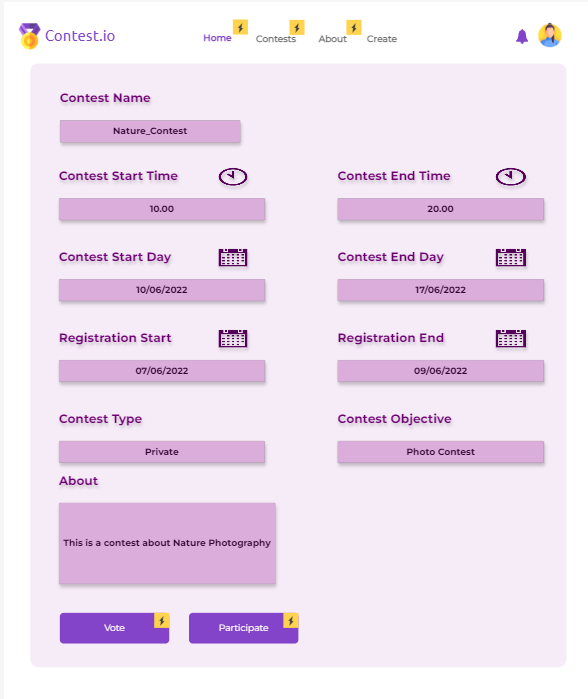 Contest.io
Home Contests About Create
Contest Name
Nature_Contest
Contest Start Time Contest End Time
10.00 20.00
Contest Start Day Contest End Day
10/06/2022 17/06/2022
Registration Start Registration End
07/06/2022 09/06/2022
Contest Type Contest Objective
Private Photo Contest
About
This is a contest about Nature Photography
Vote Participate